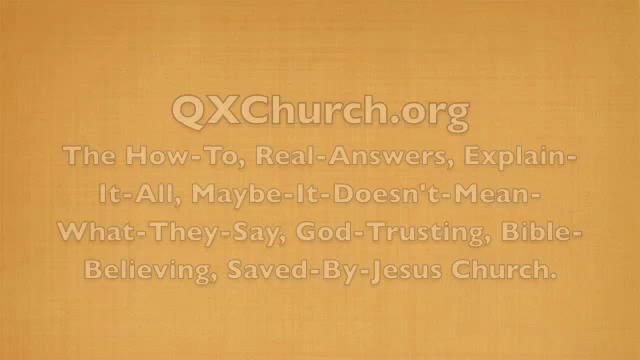 QXChurch.org
The How-To, Real-Answers, Explain-
It-All, Maybe-It-Doesn't-Mean-
What-They-Say, God-Trusting, Bible-
Believing, Saved-By-Jesus Church.